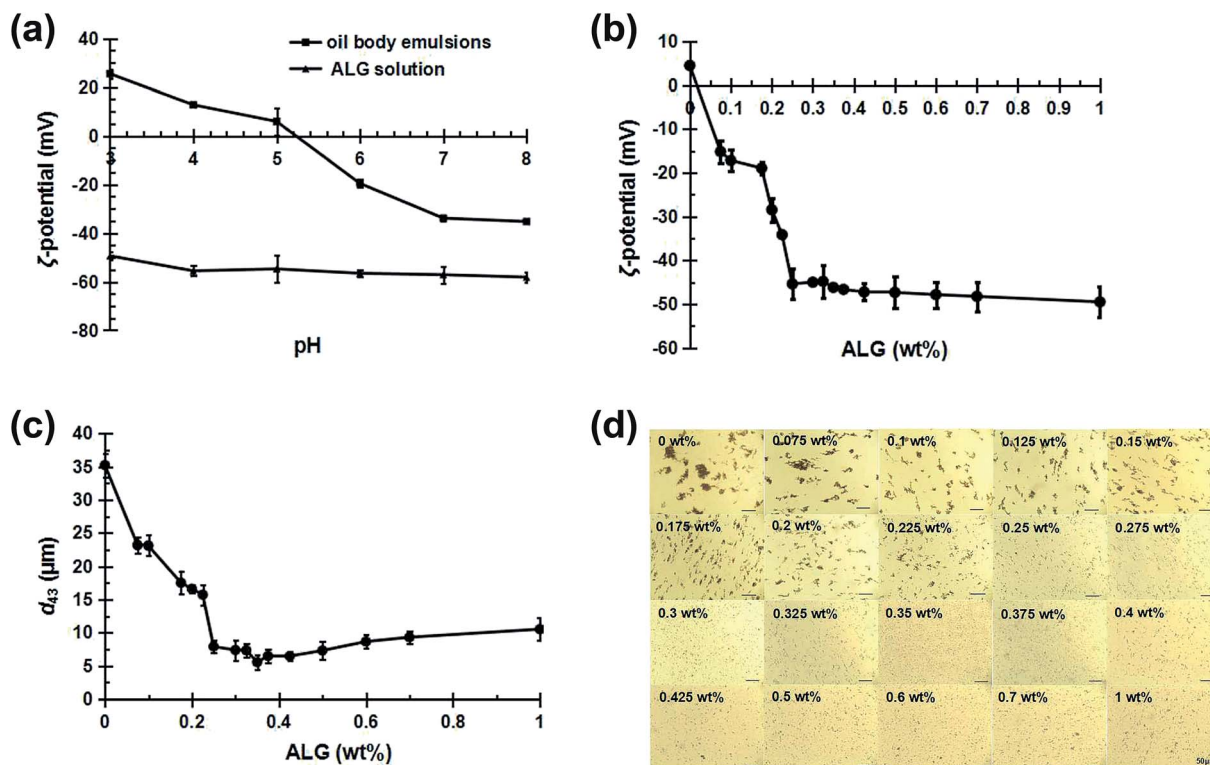 (a)
40
20
0
-20
-40
-60
-80
ζ-potential (mV)
3 4 5 6 7 8
pH
oil body emulsions
ALG solution
(b)
10
0
-10
-20
-30
-40
-50
-60
ζ-potential (mV)
0 0.1 0.2 0.3 0.4 0.5 0.6 0.7 0.8 0.9 1
ALG (wt%)
(c)
40
35
30
25
20
15
10
5
0
d43 (μm)
0 0.2 0.4 0.6 0.8 1
ALG (wt%)
(d)
0 wt% 0.075 wt% 0.1 wt% 0.125 wt% 0.15 wt%
0.175 wt% 0.2 wt% 0.225 wt% 0.25 wt% 0.275 wt%
0.3 wt% 0.325 wt% 0.35 wt% 0.375 wt% 0.4 wt%
0.425 wt% 0.5 wt% 0.6 wt% 0.7 wt% 1 wt%
50μ